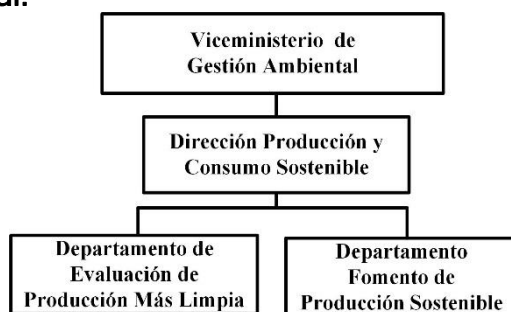 Viceministerio de
Gestión Ambiental
Dirección Producción y
Consumo Sostenible
Departamento de
Evaluación de
Producción Más Limpia
Departamento
Fomento de
Producción Sostenible